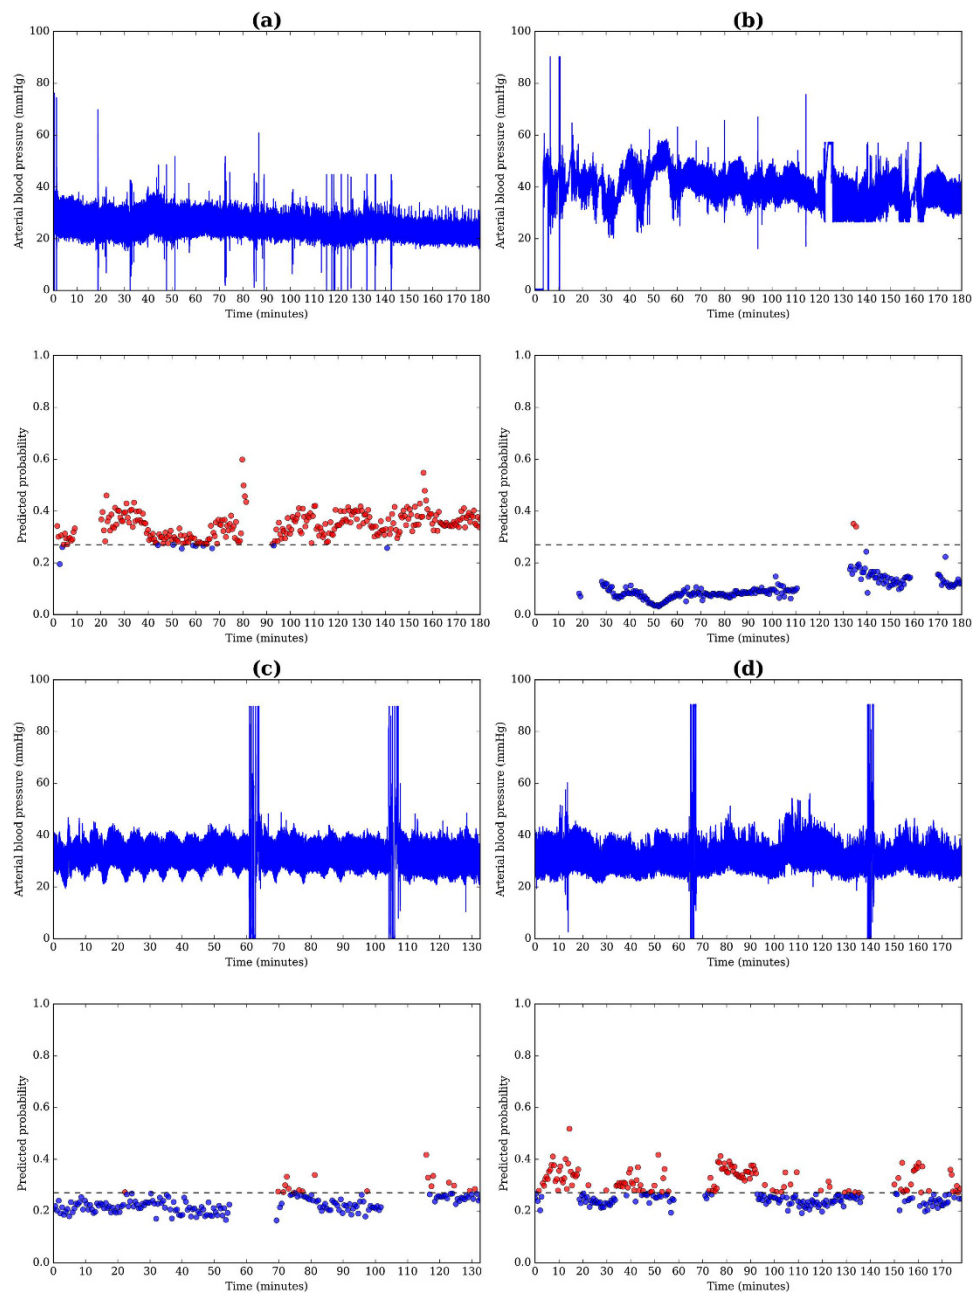 (a)
Arterial blood pressure (mmHg)
100
80
60
40
20
0
0 10 20 30 40 50 60 70 80 90 100 110 120 130 140 150 160 170 180
Time (minutes)
(b)
Arterial blood pressure (mmHg)
100
80
60
40
20
0
0 10 20 30 40 50 60 70 80 90 100 110 120 130 140 150 160 170 180
Time (minutes)
Predicted probability
1.0
0.8
0.6
0.4
0.2
0.0
0 10 20 30 40 50 60 70 80 90 100 110 120 130 140 150 160 170 180
Time (minutes)
Predicted probability
1.0
0.8
0.6
0.4
0.2
0.0
0 10 20 30 40 50 60 70 80 90 100 110 120 130 140 150 160 170 180
Time (minutes)
(c)
Arterial blood pressure (mmHg)
100
80
60
40
20
0
0 10 20 30 40 50 60 70 80 90 100 110 120 130
Time (minutes)
(d)
Arterial blood pressure (mmHg)
100
80
60
40
20
0
0 10 20 30 40 50 60 70 80 90 100 110 120 130 140 150 160 170
Time (minutes)
Predicted probability
1.0
0.8
0.6
0.4
0.2
0.0
0 10 20 30 40 50 60 70 80 90 100 110 120 130
Time (minutes)
Predicted probability
1.0
0.8
0.6
0.4
0.2
0.0
0 10 20 30 40 50 60 70 80 90 100 110 120 130 140 150 160 170
Time (minutes)